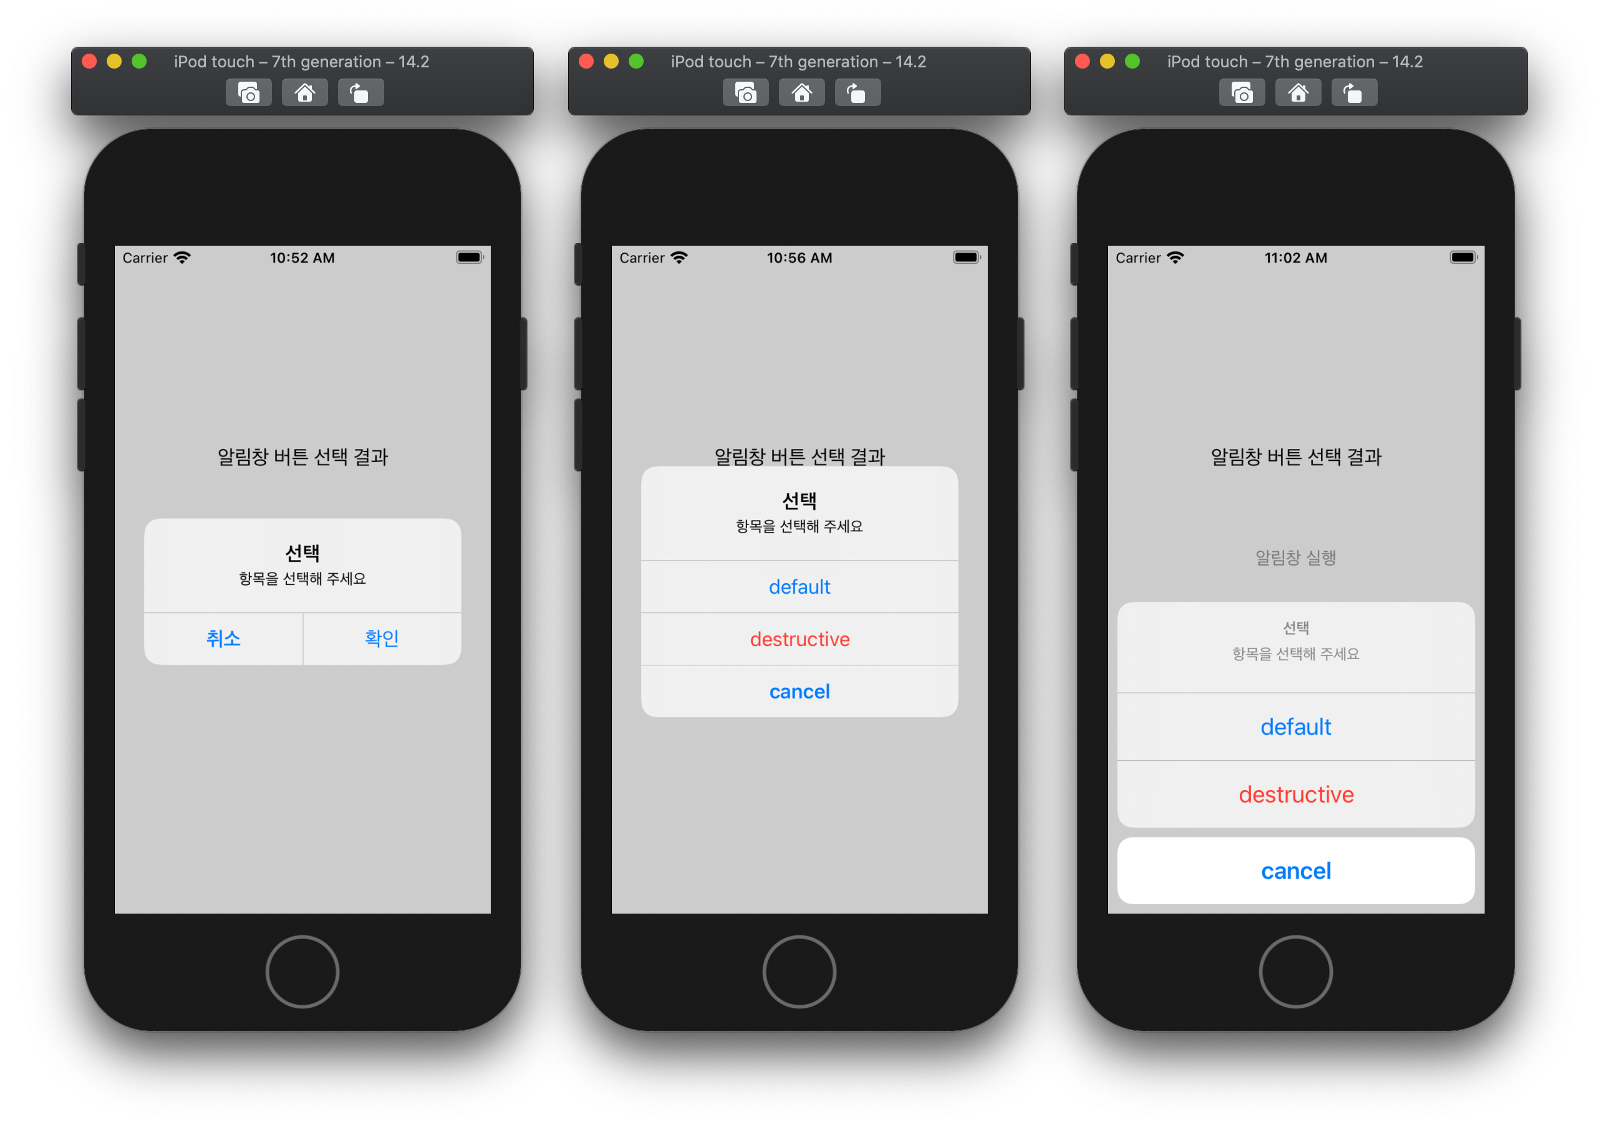 iPod touch – 7th generation – 14.2
Carrier 10:52 AM
알림창 버튼 선택 결과
선택
항목을 선택해 주세요
취소 확인
iPod touch – 7th generation – 14.2
Carrier 10:56 AM
알림창 버튼 선택 결과
선택
항목을 선택해 주세요
default
destructive
cancel
iPod touch – 7th generation – 14.2
Carrier 11:02 AM
알림창 버튼 선택 결과
알림창 실행
선택
항목을 선택해 주세요
default
destructive
cancel